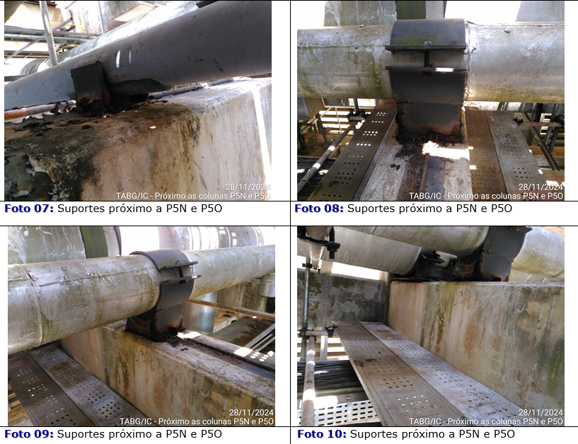 28/11/2024
TABG/IC - Próximo as colunas P5N e P5O
Foto 07: Suportes próximo a P5N e P5O
28/11/2024
TABG/IC - Próximo as colunas P5N e P5O
Foto 08: Suportes próximo a P5N e P5O
28/11/2024
TABG/IC - Próximo as colunas P5N e P5O
Foto 09: Suportes próximo a P5N e P5O
28/11/2024
TABG/IC - Próximo as colunas P5N e P5O
Foto 10: Suportes próximo a P5N e P5O